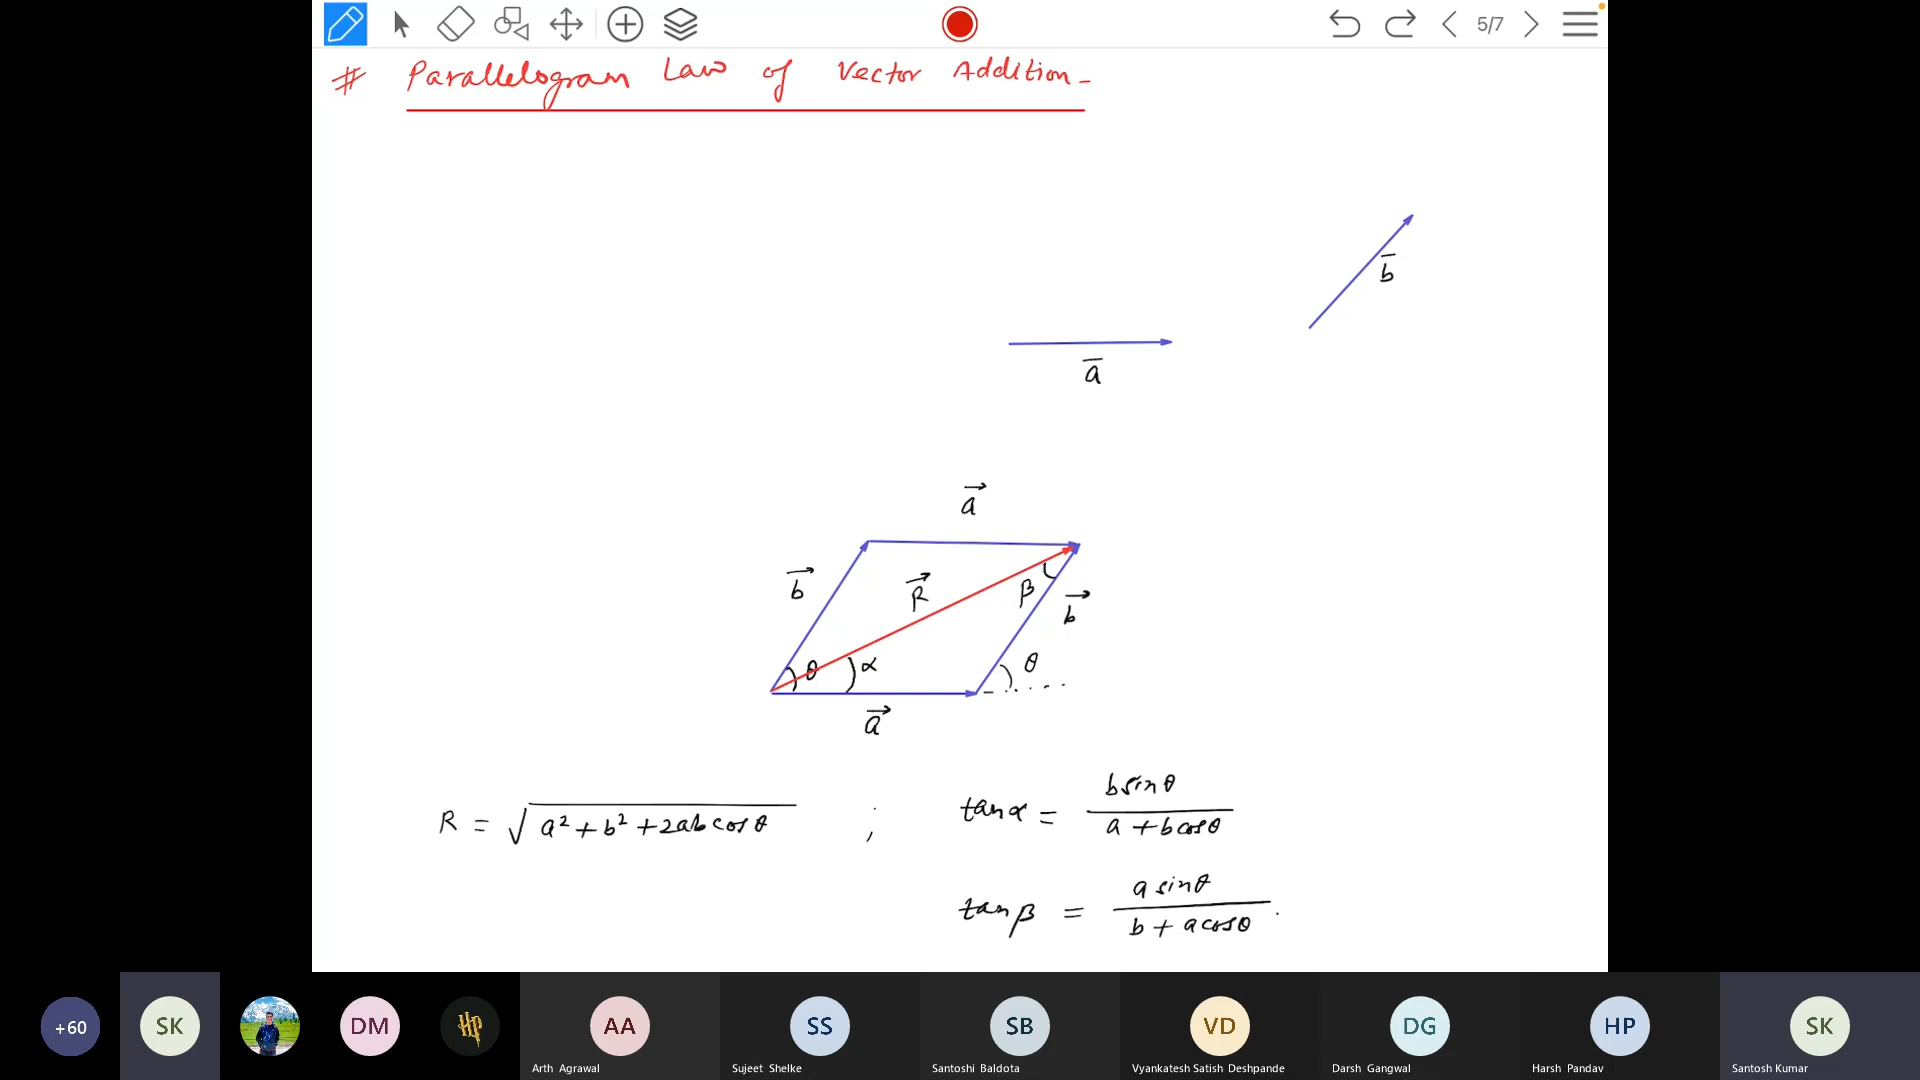 5/7
# Parallelogram Law of Vector Addition -
b̅
a̅
a⃗
b⃗
R⃗
β
b⃗
θ
α
θ
a⃗
R = √(a² + b² + 2ab cos θ) ; tan α = b sin θ / (a + b cos θ)
tan β = a sin θ / (b + a cos θ) .
+60
SK
DM
HP
AA
SS
SB
VD
DG
HP
SK
Arth Agrawal
Sujeet Shelke
Santoshi Baldota
Vyankatesh Satish Deshpande
Darsh Gangwal
Harsh Pandav
Santosh Kumar